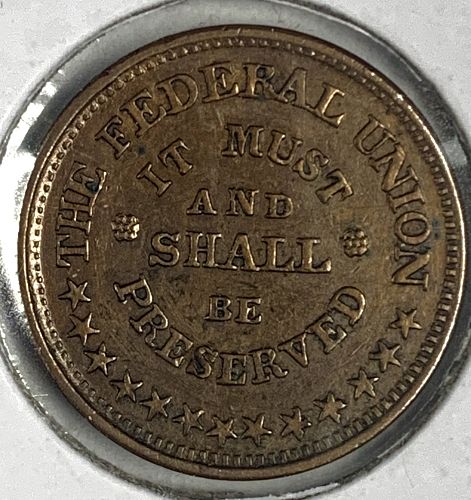 THE FEDERAL UNION
IT MUST
AND
SHALL
BE
PRESERVED